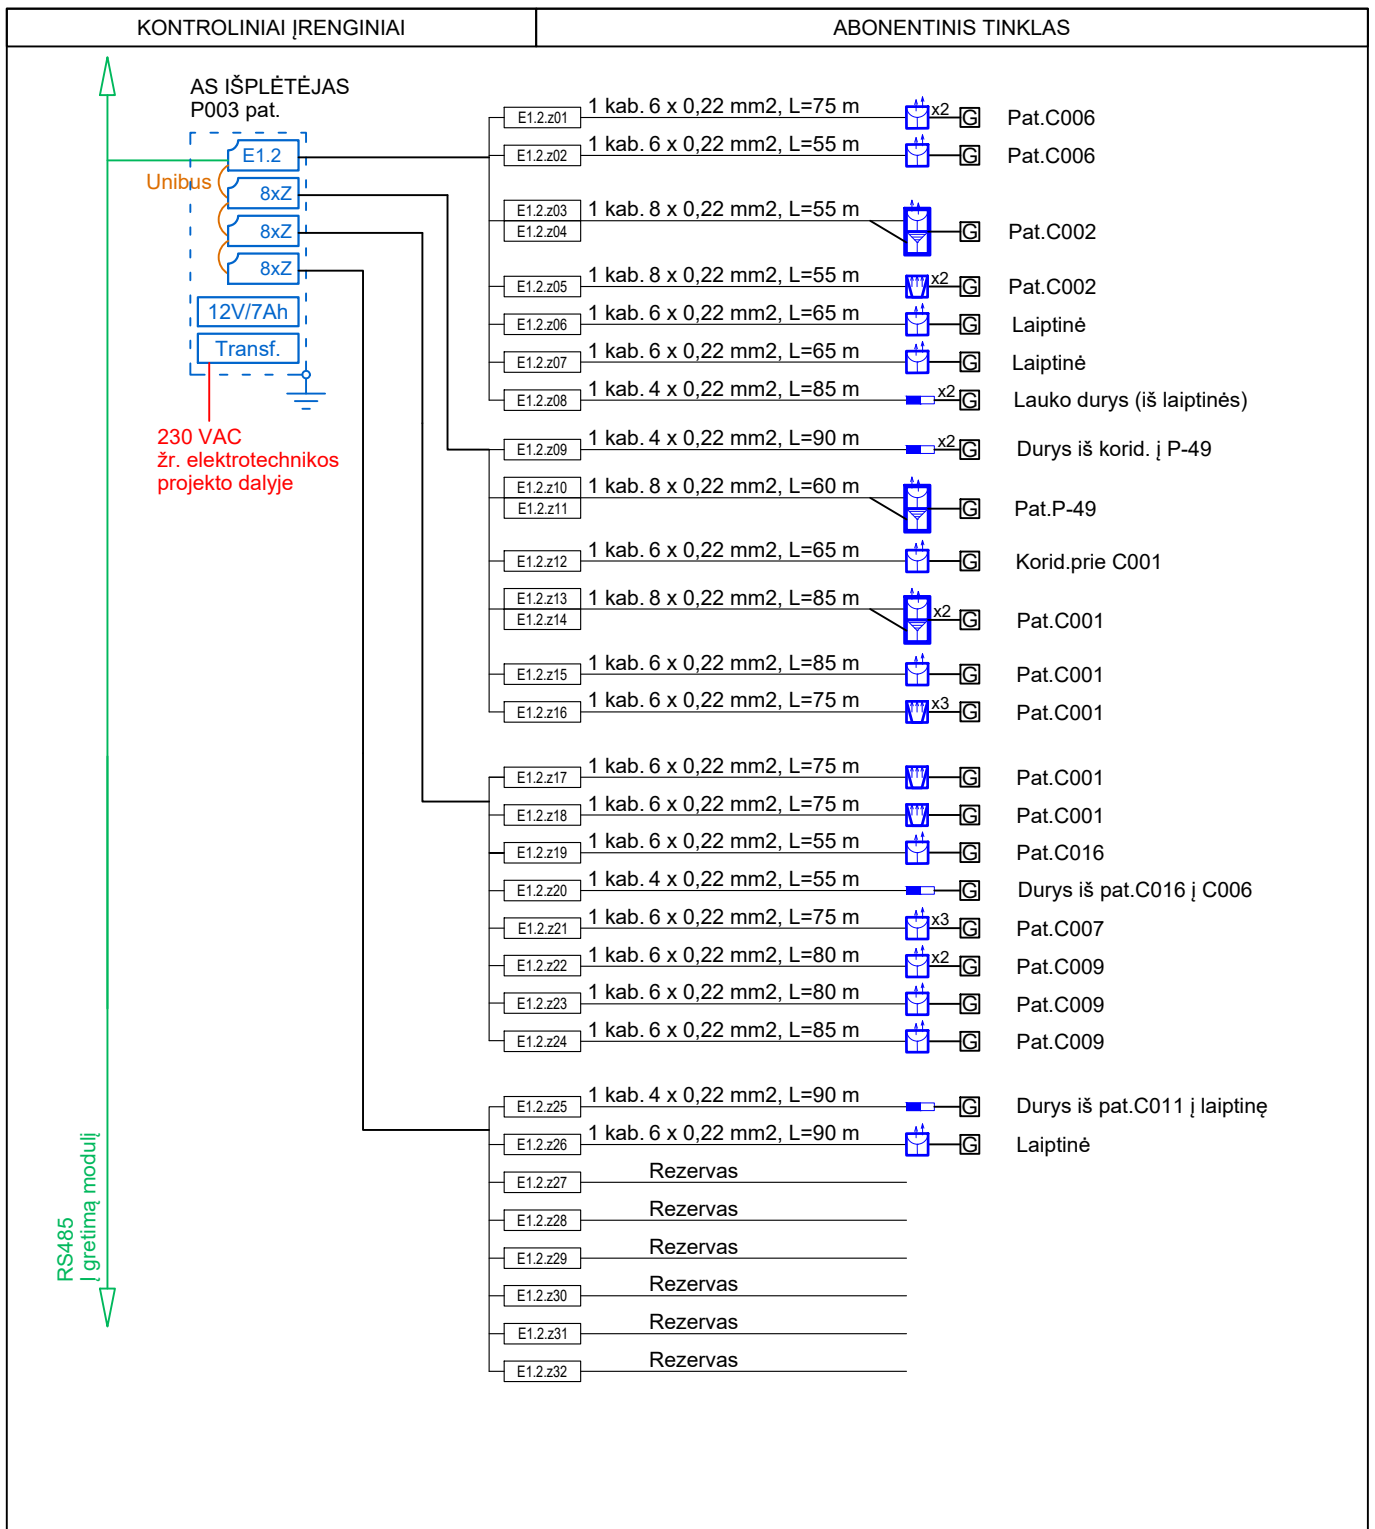 KONTROLINIAI ĮRENGINIAI
ABONENTINIS TINKLAS
AS IŠPLĖTĖJAS
P003 pat.
E1.2
Unibus
8xZ
8xZ
8xZ
12V/7Ah
Transf.
230 VAC
žr. elektrotechnikos
projekto dalyje
RS485
Į gretimą modulį
E1.2.z01 1 kab. 6 x 0,22 mm2, L=75 m x2 G Pat.C006
E1.2.z02 1 kab. 6 x 0,22 mm2, L=55 m G Pat.C006
E1.2.z03 1 kab. 8 x 0,22 mm2, L=55 m
E1.2.z04 G Pat.C002
E1.2.z05 1 kab. 8 x 0,22 mm2, L=55 m x2 G Pat.C002
E1.2.z06 1 kab. 6 x 0,22 mm2, L=65 m G Laiptinė
E1.2.z07 1 kab. 6 x 0,22 mm2, L=65 m G Laiptinė
E1.2.z08 1 kab. 4 x 0,22 mm2, L=85 m x2 G Lauko durys (iš laiptinės)
E1.2.z09 1 kab. 4 x 0,22 mm2, L=90 m x2 G Durys iš korid. į P-49
E1.2.z10 1 kab. 8 x 0,22 mm2, L=60 m
E1.2.z11 G Pat.P-49
E1.2.z12 1 kab. 6 x 0,22 mm2, L=65 m G Korid.prie C001
E1.2.z13 1 kab. 8 x 0,22 mm2, L=85 m
E1.2.z14 x2 G Pat.C001
E1.2.z15 1 kab. 6 x 0,22 mm2, L=85 m G Pat.C001
E1.2.z16 1 kab. 6 x 0,22 mm2, L=75 m x3 G Pat.C001
E1.2.z17 1 kab. 6 x 0,22 mm2, L=75 m G Pat.C001
E1.2.z18 1 kab. 6 x 0,22 mm2, L=75 m G Pat.C001
E1.2.z19 1 kab. 6 x 0,22 mm2, L=55 m G Pat.C016
E1.2.z20 1 kab. 4 x 0,22 mm2, L=55 m G Durys iš pat.C016 į C006
E1.2.z21 1 kab. 6 x 0,22 mm2, L=75 m x3 G Pat.C007
E1.2.z22 1 kab. 6 x 0,22 mm2, L=80 m x2 G Pat.C009
E1.2.z23 1 kab. 6 x 0,22 mm2, L=80 m G Pat.C009
E1.2.z24 1 kab. 6 x 0,22 mm2, L=85 m G Pat.C009
E1.2.z25 1 kab. 4 x 0,22 mm2, L=90 m G Durys iš pat.C011 į laiptinę
E1.2.z26 1 kab. 6 x 0,22 mm2, L=90 m G Laiptinė
E1.2.z27 Rezervas
E1.2.z28 Rezervas
E1.2.z29 Rezervas
E1.2.z30 Rezervas
E1.2.z31 Rezervas
E1.2.z32 Rezervas